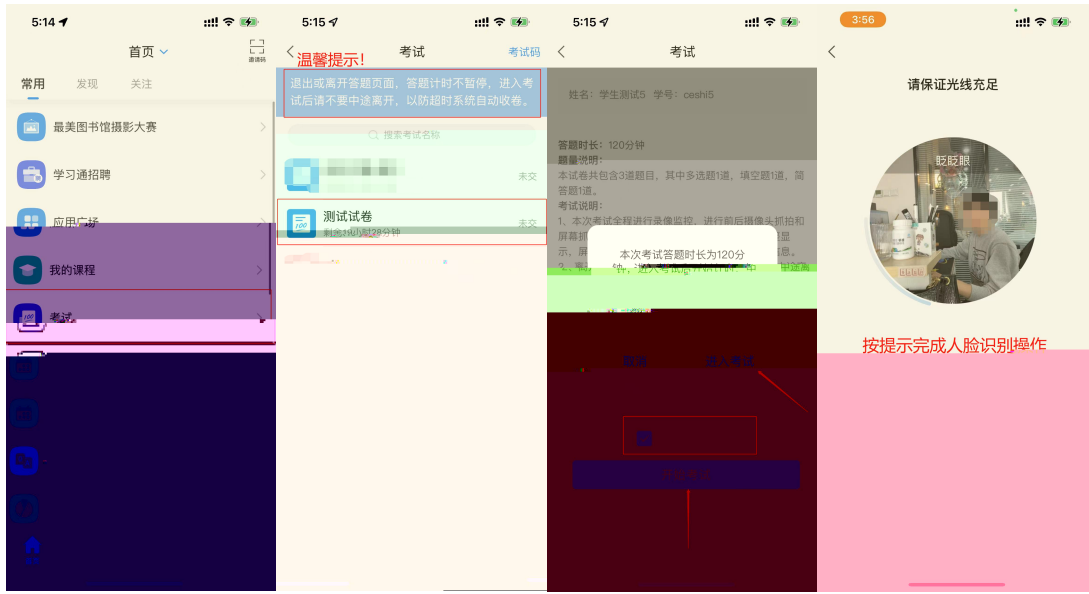 5:14
首页
邀请码
常用 发现 关注
最美图书馆摄影大赛
学习通招聘
应用广场
我的课程
考试
5:15
考试
考试码
温馨提示!
退出或离开答题页面，答题计时不暂停，进入考
试后请不要中途离开，以防超时系统自动收卷。
搜索考试名称
未交
测试试卷
未交
剩余10小时28分钟
5:15
考试
姓名：学生测试5 学号：ceshi5
答题时长：120分钟
题量说明：
本试卷共包含3道题目，其中多选题1道，填空题1道，简
答题1道。
考试说明：
1、本次考试全程进行录像监控，进行前后摄像头抓拍和
屏幕抓
显
示，屏
息。
本次考试答题时长为120分
取消 进入考试
3:56
请保证光线充足
眨眨眼
按提示完成人脸识别操作